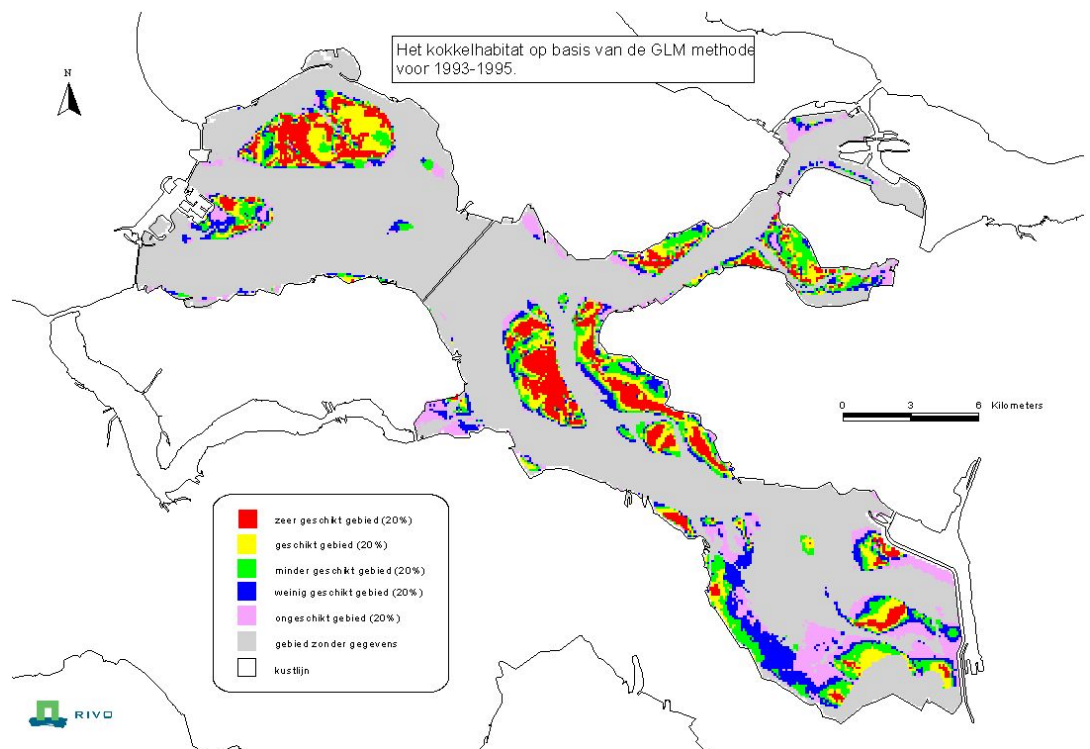 Het kokkelhabitat op basis van de GLM methode
voor 1993-1995.
N
0 3 6 Kilometers
zeer geschikt gebied (20%)
geschikt gebied (20%)
minder geschikt gebied (20%)
weinig geschikt gebied (20%)
ongeschikt gebied (20%)
gebied zonder gegevens
kustlijn
RIVO